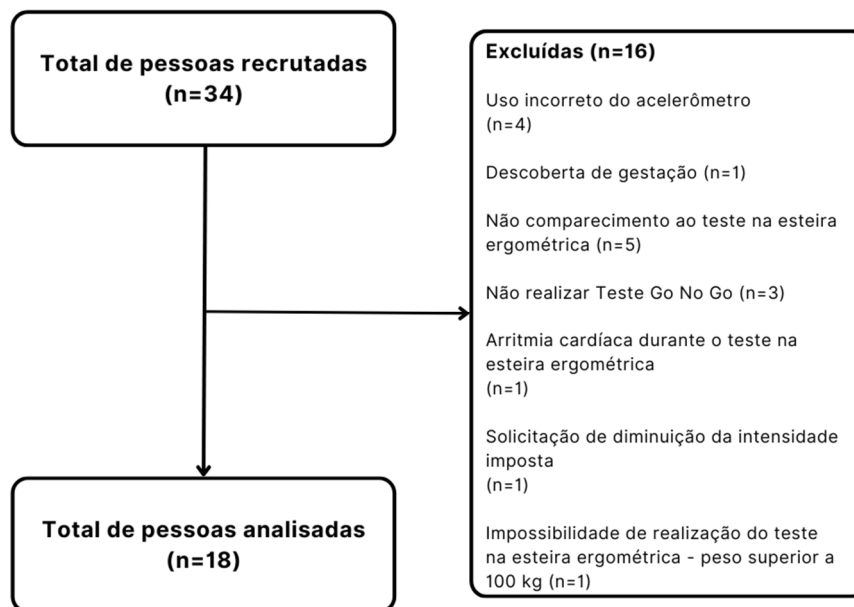 Total de pessoas recrutadas
(n=34)
Excluídas (n=16)
Uso incorreto do acelerômetro
(n=4)
Descoberta de gestação (n=1)
Não comparecimento ao teste na esteira
ergométrica (n=5)
Não realizar Teste Go No Go (n=3)
Arritmia cardíaca durante o teste na
esteira ergométrica
(n=1)
Solicitação de diminuição da intensidade
imposta
(n=1)
Impossibilidade de realização do teste
na esteira ergométrica - peso superior a
100 kg (n=1)
Total de pessoas analisadas
(n=18)